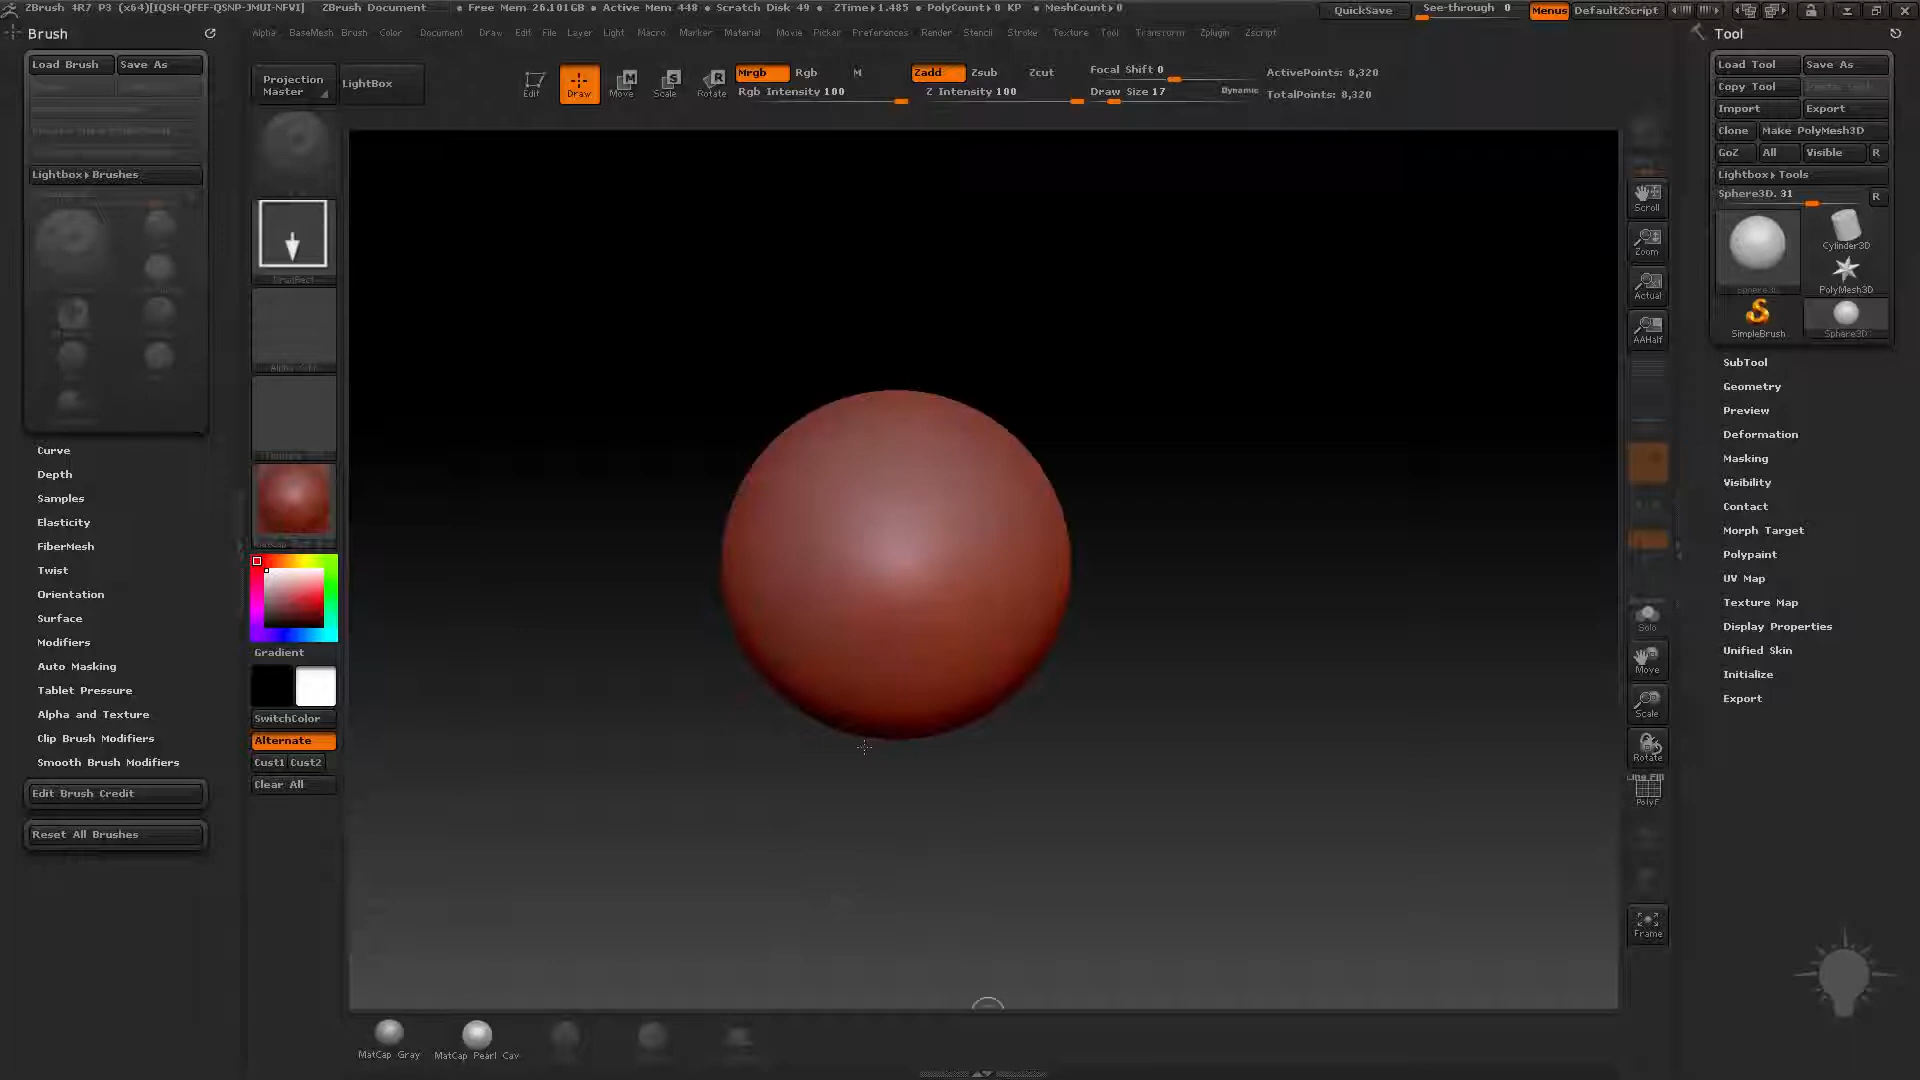 ZBrush 4R7 P3 (x64)[IQSH-QFEF-QSNP-JMUI-NFVI] ZBrush Document • Free Mem 26.101GB • Active Mem 448 • Scratch Disk 49 • ZTime▸1.485 • PolyCount▸0 KP • MeshCount▸0 QuickSave See-through 0 Menus DefaultZScript
Brush
Tool
Alpha BaseMesh Brush Color Document Draw Edit File Layer Light Macro Marker Material Movie Picker Preferences Render Stencil Stroke Texture Tool Transform Zplugin Zscript
Load Brush Save As
Lightbox▸Brushes
Curve
Depth
Samples
Elasticity
FiberMesh
Twist
Orientation
Surface
Modifiers
Auto Masking
Tablet Pressure
Alpha and Texture
Clip Brush Modifiers
Smooth Brush Modifiers
Edit Brush Credit
Reset All Brushes
Projection
Master
LightBox
Edit Draw Move Scale Rotate
Mrgb Rgb M
Rgb Intensity 100
Zadd Zsub Zcut
Z Intensity 100
Focal Shift 0
Draw Size 17 Dynamic
ActivePoints: 8,320
TotalPoints: 8,320
Gradient
SwitchColor
Alternate
Cust1 Cust2
Clear All
MatCap Gray MatCap Pearl Cav
Scroll
Zoom
Actual
AAHalf
Solo
Move
Scale
Rotate
PolyF
Frame
Load Tool Save As
Copy Tool
Import Export
Clone Make PolyMesh3D
GoZ All Visible R
Lightbox▸Tools
Sphere3D. 31 R
Cylinder3D
PolyMesh3D
SimpleBrush Sphere3D
SubTool
Geometry
Preview
Deformation
Masking
Visibility
Contact
Morph Target
Polypaint
UV Map
Texture Map
Display Properties
Unified Skin
Initialize
Export